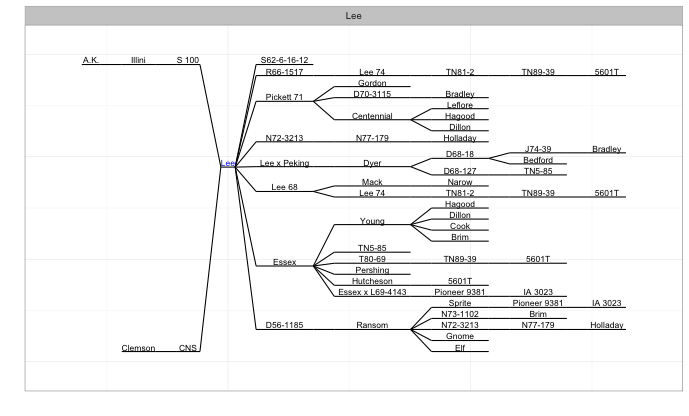 Lee
A.K. Illini S 100 S62-6-16-12
R66-1517 Lee 74 TN81-2 TN89-39 5601T
Gordon
Pickett 71 D70-3115 Bradley
Leflore
Centennial Hagood
Dillon
N72-3213 N77-179 Holladay
J74-39 Bradley
D68-18
Lee Lee x Peking Dyer Bedford
D68-127 TN5-85
Mack Narow
Lee 68
Lee 74 TN81-2 TN89-39 5601T
Hagood
Dillon
Young
Cook
Brim
TN5-85
Essex T80-69 TN89-39 5601T
Pershing
Hutcheson 5601T
Essex x L69-4143 Pioneer 9381 IA 3023
Sprite Pioneer 9381 IA 3023
N73-1102 Brim
D56-1185 Ransom N72-3213 N77-179 Holladay
Gnome
Clemson CNS Elf